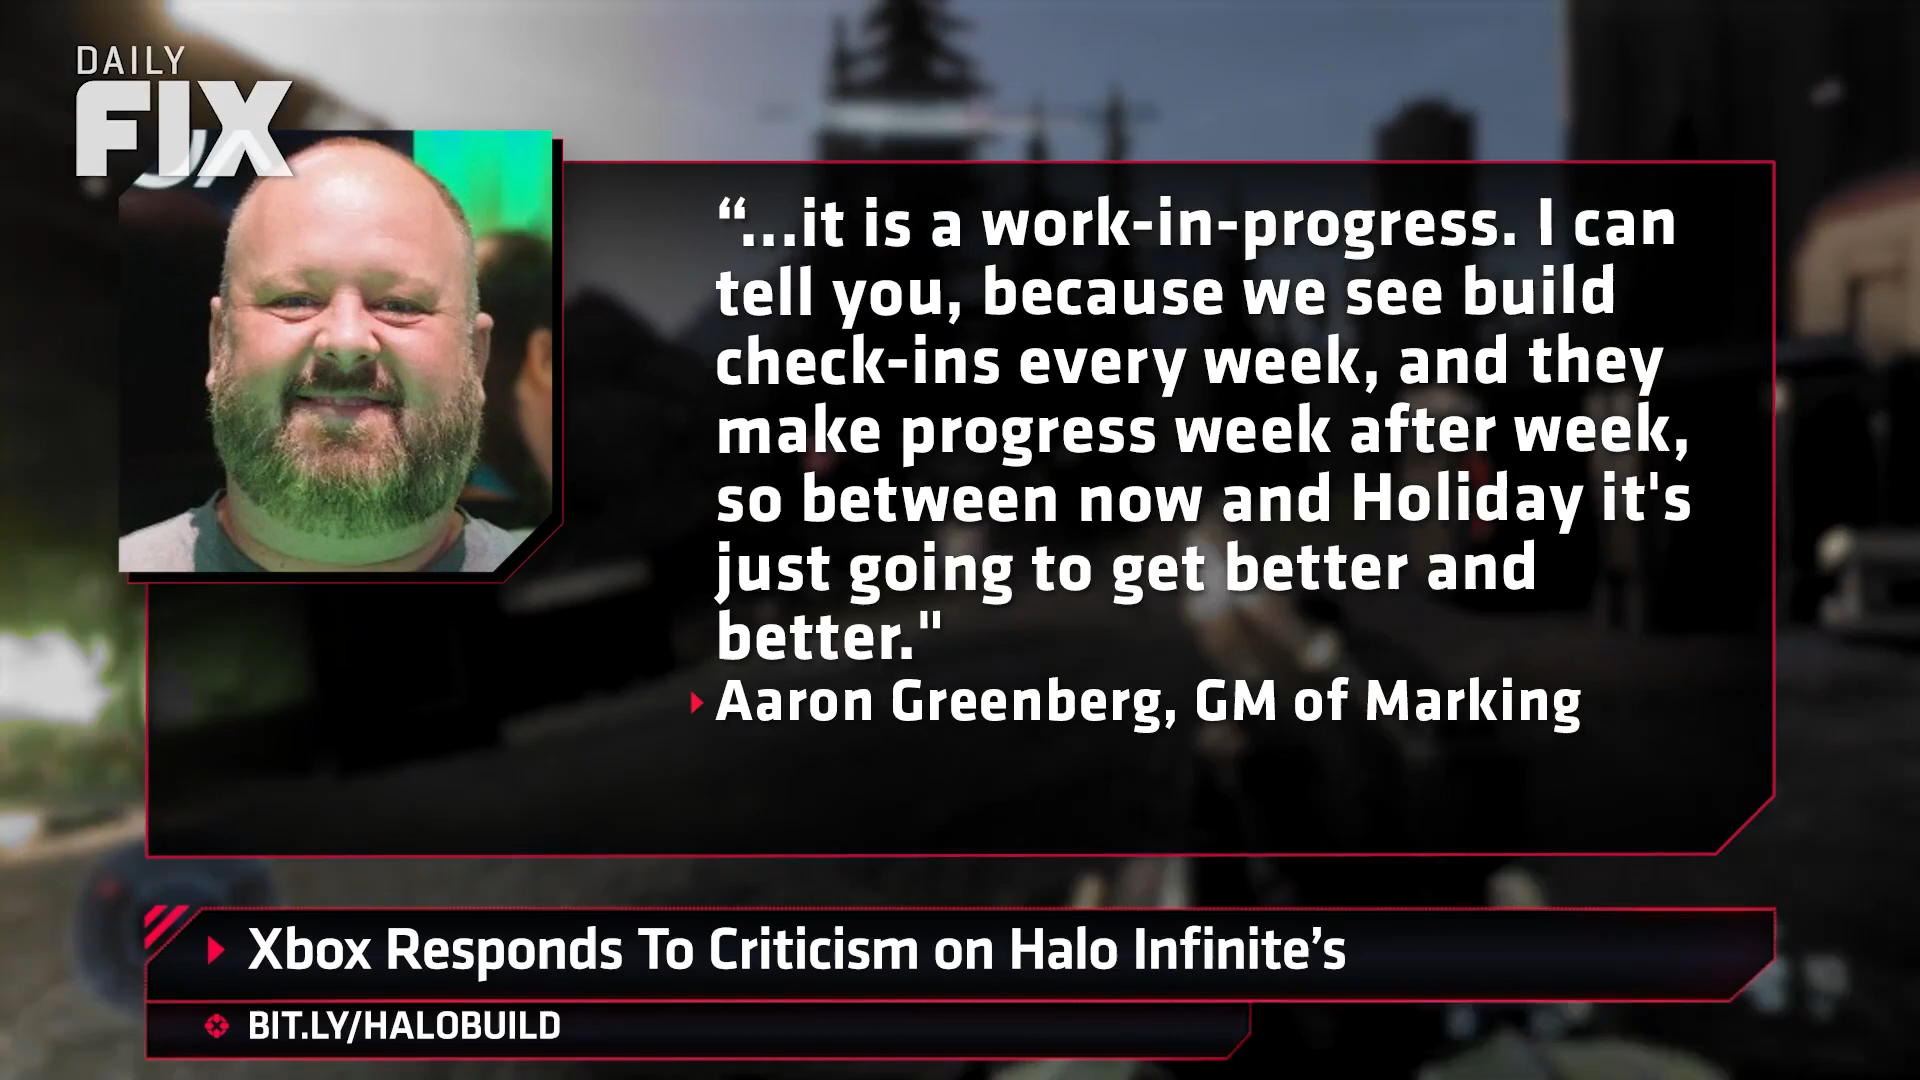 DAILY
FIX
“...it is a work-in-progress. I can
tell you, because we see build
check-ins every week, and they
make progress week after week,
so between now and Holiday it's
just going to get better and
better."
Aaron Greenberg, GM of Marking
Xbox Responds To Criticism on Halo Infinite’s
BIT.LY/HALOBUILD